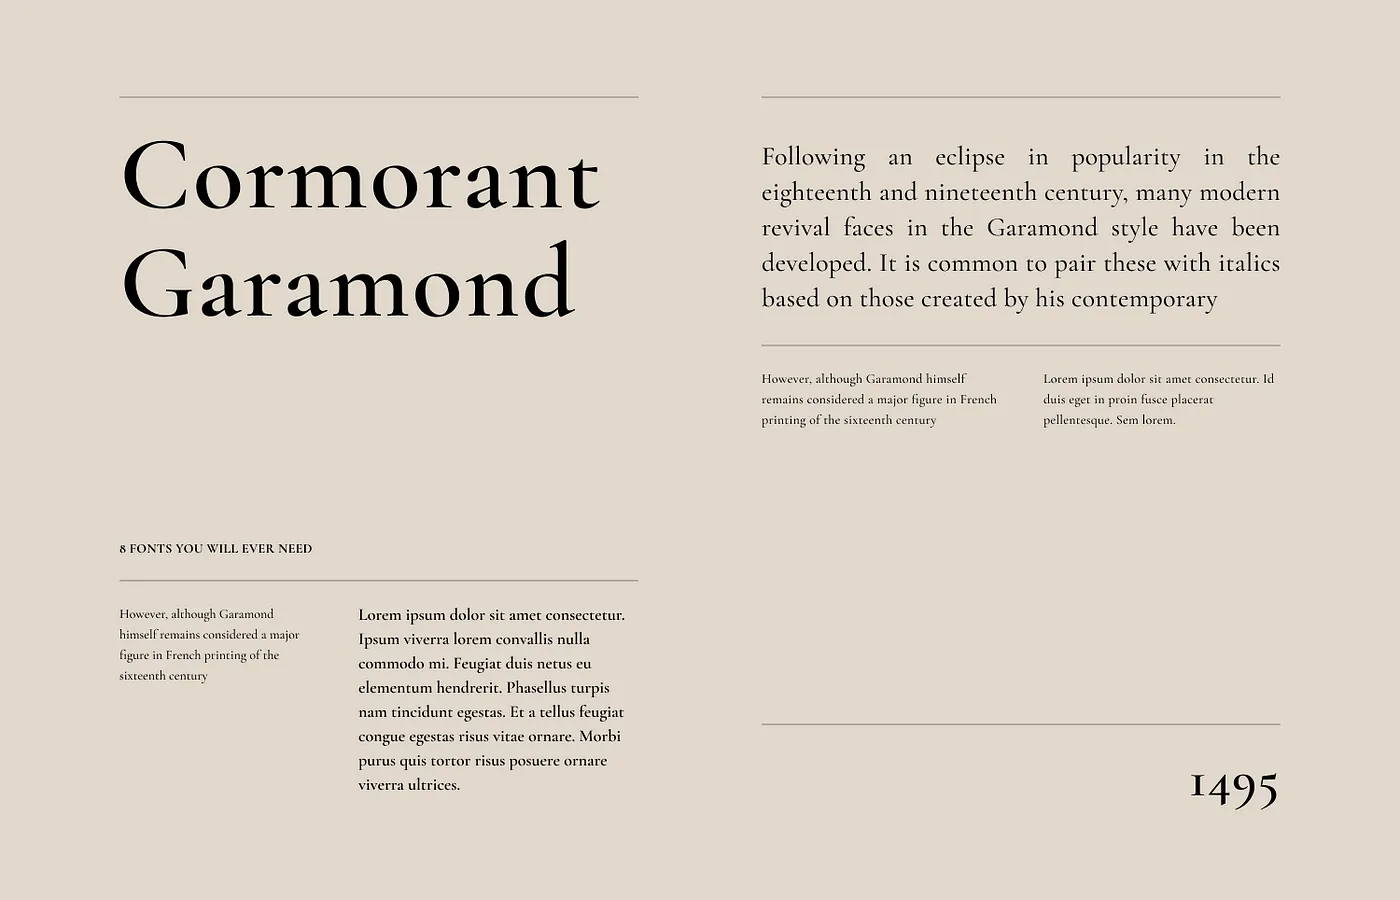 Cormorant
Garamond
8 FONTS YOU WILL EVER NEED
However, although Garamond
himself remains considered a major
figure in French printing of the
sixteenth century
Lorem ipsum dolor sit amet consectetur.
Ipsum viverra lorem convallis nulla
commodo mi. Feugiat duis netus eu
elementum hendrerit. Phasellus turpis
nam tincidunt egestas. Et a tellus feugiat
congue egestas risus vitae ornare. Morbi
purus quis tortor risus posuere ornare
viverra ultrices.
Following an eclipse in popularity in the
eighteenth and nineteenth century, many modern
revival faces in the Garamond style have been
developed. It is common to pair these with italics
based on those created by his contemporary
However, although Garamond himself
remains considered a major figure in French
printing of the sixteenth century
Lorem ipsum dolor sit amet consectetur. Id
duis eget in proin fusce placerat
pellentesque. Sem lorem.
1495